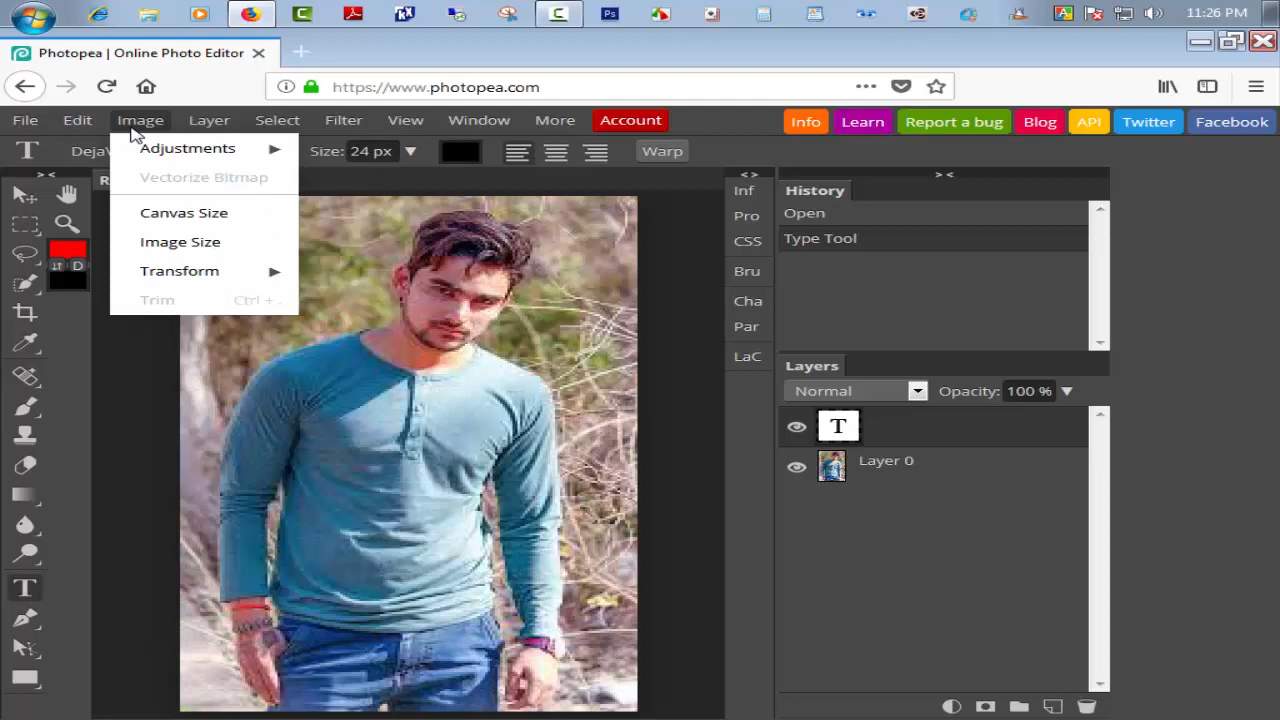 11:26 PM
Photopea | Online Photo Editor
https://www.photopea.com
File Edit Image Layer Select Filter View Window More Account Info Learn Report a bug Blog API Twitter Facebook
T DejaV Size: 24 px Warp
Adjustments
Vectorize Bitmap
Canvas Size
Image Size
Transform
Trim Ctrl + .
D
Inf
Pro
CSS
Bru
Cha
Par
LaC
History
Open
Type Tool
Layers
Normal Opacity: 100 %
T
Layer 0
T